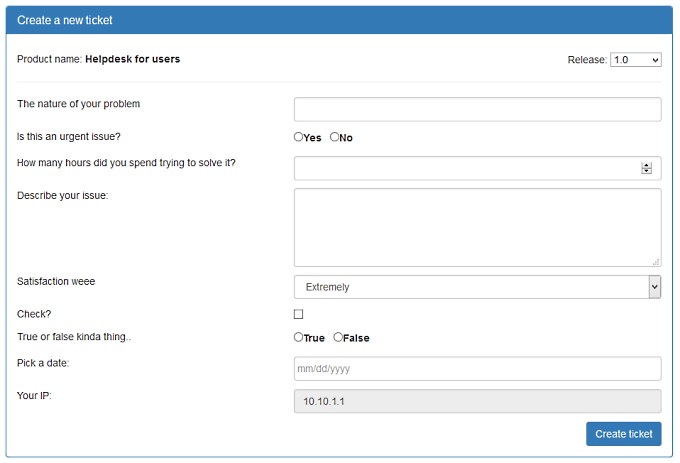 Create a new ticket
Product name: Helpdesk for users Release: 1.0
The nature of your problem
Is this an urgent issue? Yes No
How many hours did you spend trying to solve it?
Describe your issue:
Satisfaction weee Extremely
Check?
True or false kinda thing.. True False
Pick a date: mm/dd/yyyy
Your IP: 10.10.1.1
Create ticket